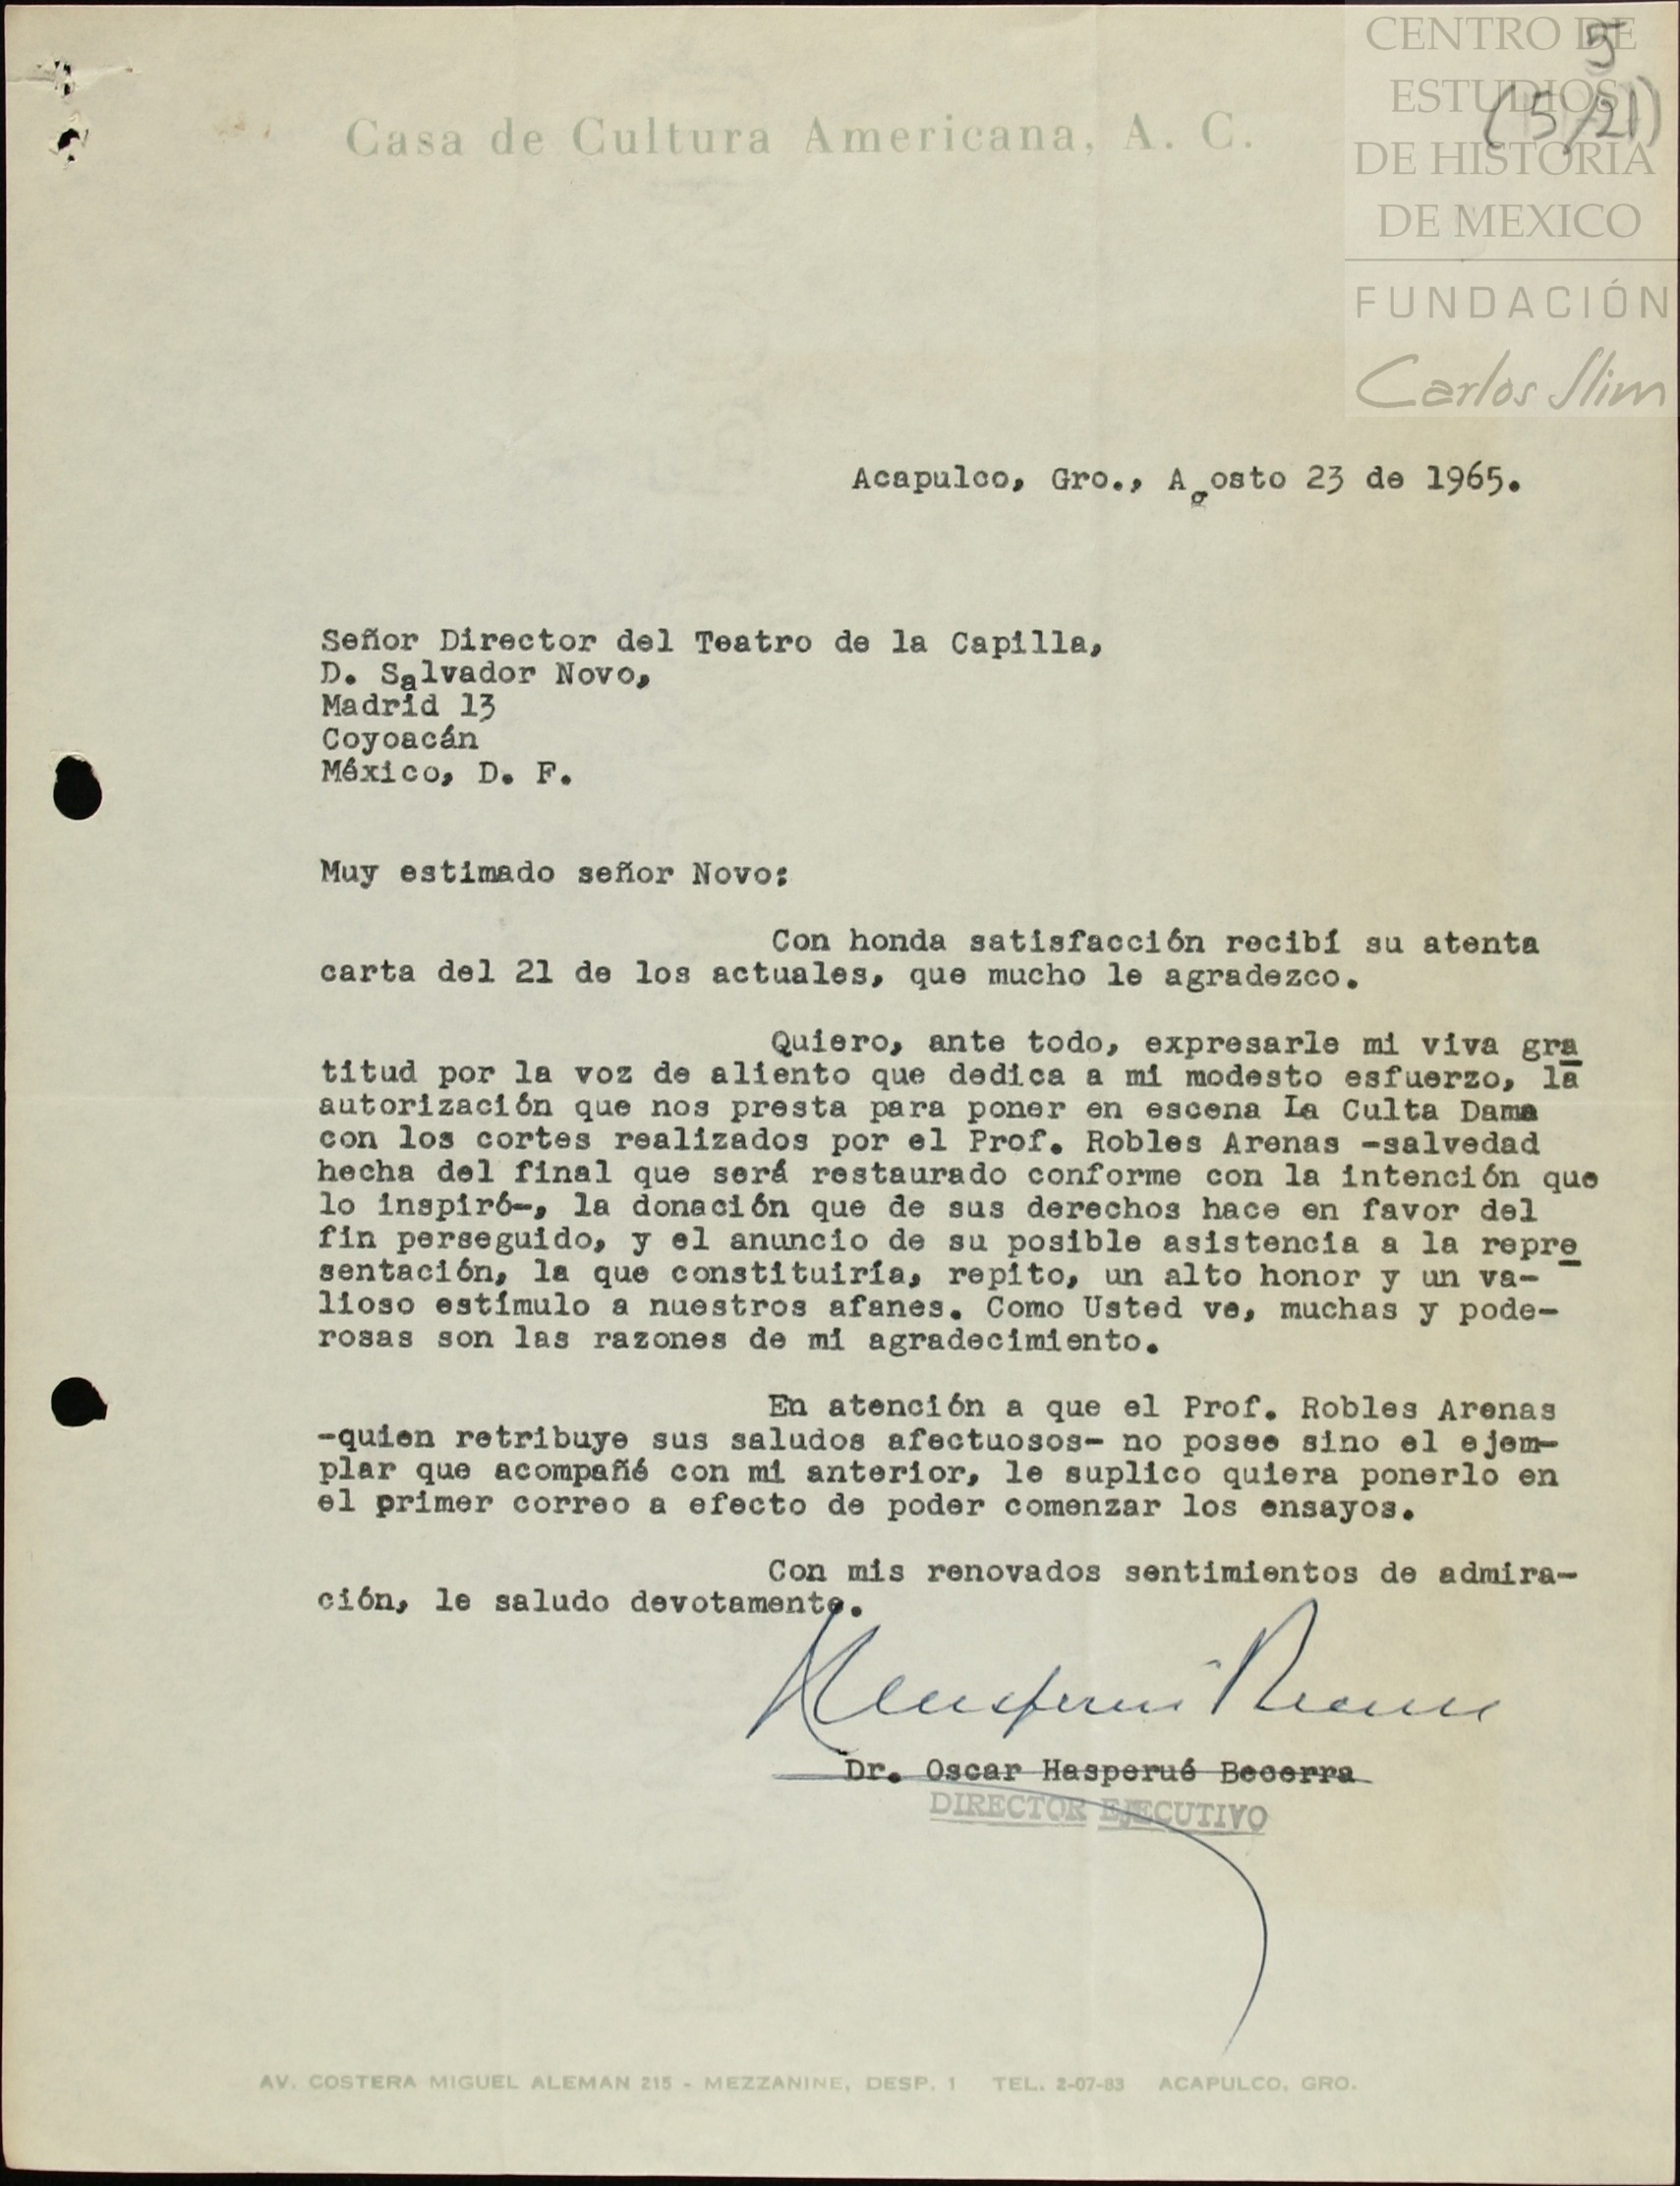 CENTRO DE
ESTUDIOS
DE HISTORIA
DE MEXICO
FUNDACIÓN
Carlos Slim
5
(5/21)
Casa de Cultura Americana, A. C.
Acapulco, Gro., Agosto 23 de 1965.
Señor Director del Teatro de la Capilla,
D. Salvador Novo,
Madrid 13
Coyoacán
México, D. F.
Muy estimado señor Novo:
Con honda satisfacción recibí su atenta
carta del 21 de los actuales, que mucho le agradezco.
Quiero, ante todo, expresarle mi viva gra
titud por la voz de aliento que dedica a mi modesto esfuerzo, la
autorización que nos presta para poner en escena La Culta Dama
con los cortes realizados por el Prof. Robles Arenas -salvedad
hecha del final que será restaurado conforme con la intención que
lo inspiró-, la donación que de sus derechos hace en favor del
fin perseguido, y el anuncio de su posible asistencia a la repre
sentación, la que constituiría, repito, un alto honor y un va-
lioso estímulo a nuestros afanes. Como Usted ve, muchas y pode-
rosas son las razones de mi agradecimiento.
En atención a que el Prof. Robles Arenas
-quien retribuye sus saludos afectuosos- no posee sino el ejem-
plar que acompañé con mi anterior, le suplico quiera ponerlo en
el primer correo a efecto de poder comenzar los ensayos.
Con mis renovados sentimientos de admira-
ción, le saludo devotamente.
Dr. Oscar Hasperué Becerra
DIRECTOR EJECUTIVO
AV. COSTERA MIGUEL ALEMAN 215 - MEZZANINE, DESP. 1 TEL. 2-07-83 ACAPULCO, GRO.